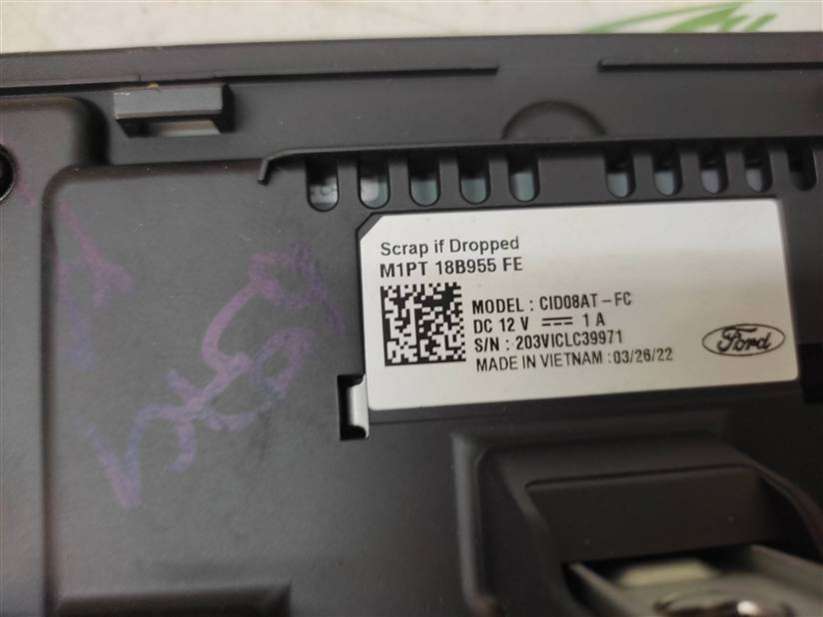 Scrap if Dropped
M1PT 18B955 FE
MODEL : CID08AT-FC
DC 12 V ⎓ 1 A
S/N : 203VICLC39971
MADE IN VIETNAM : 03/26/22
Ford